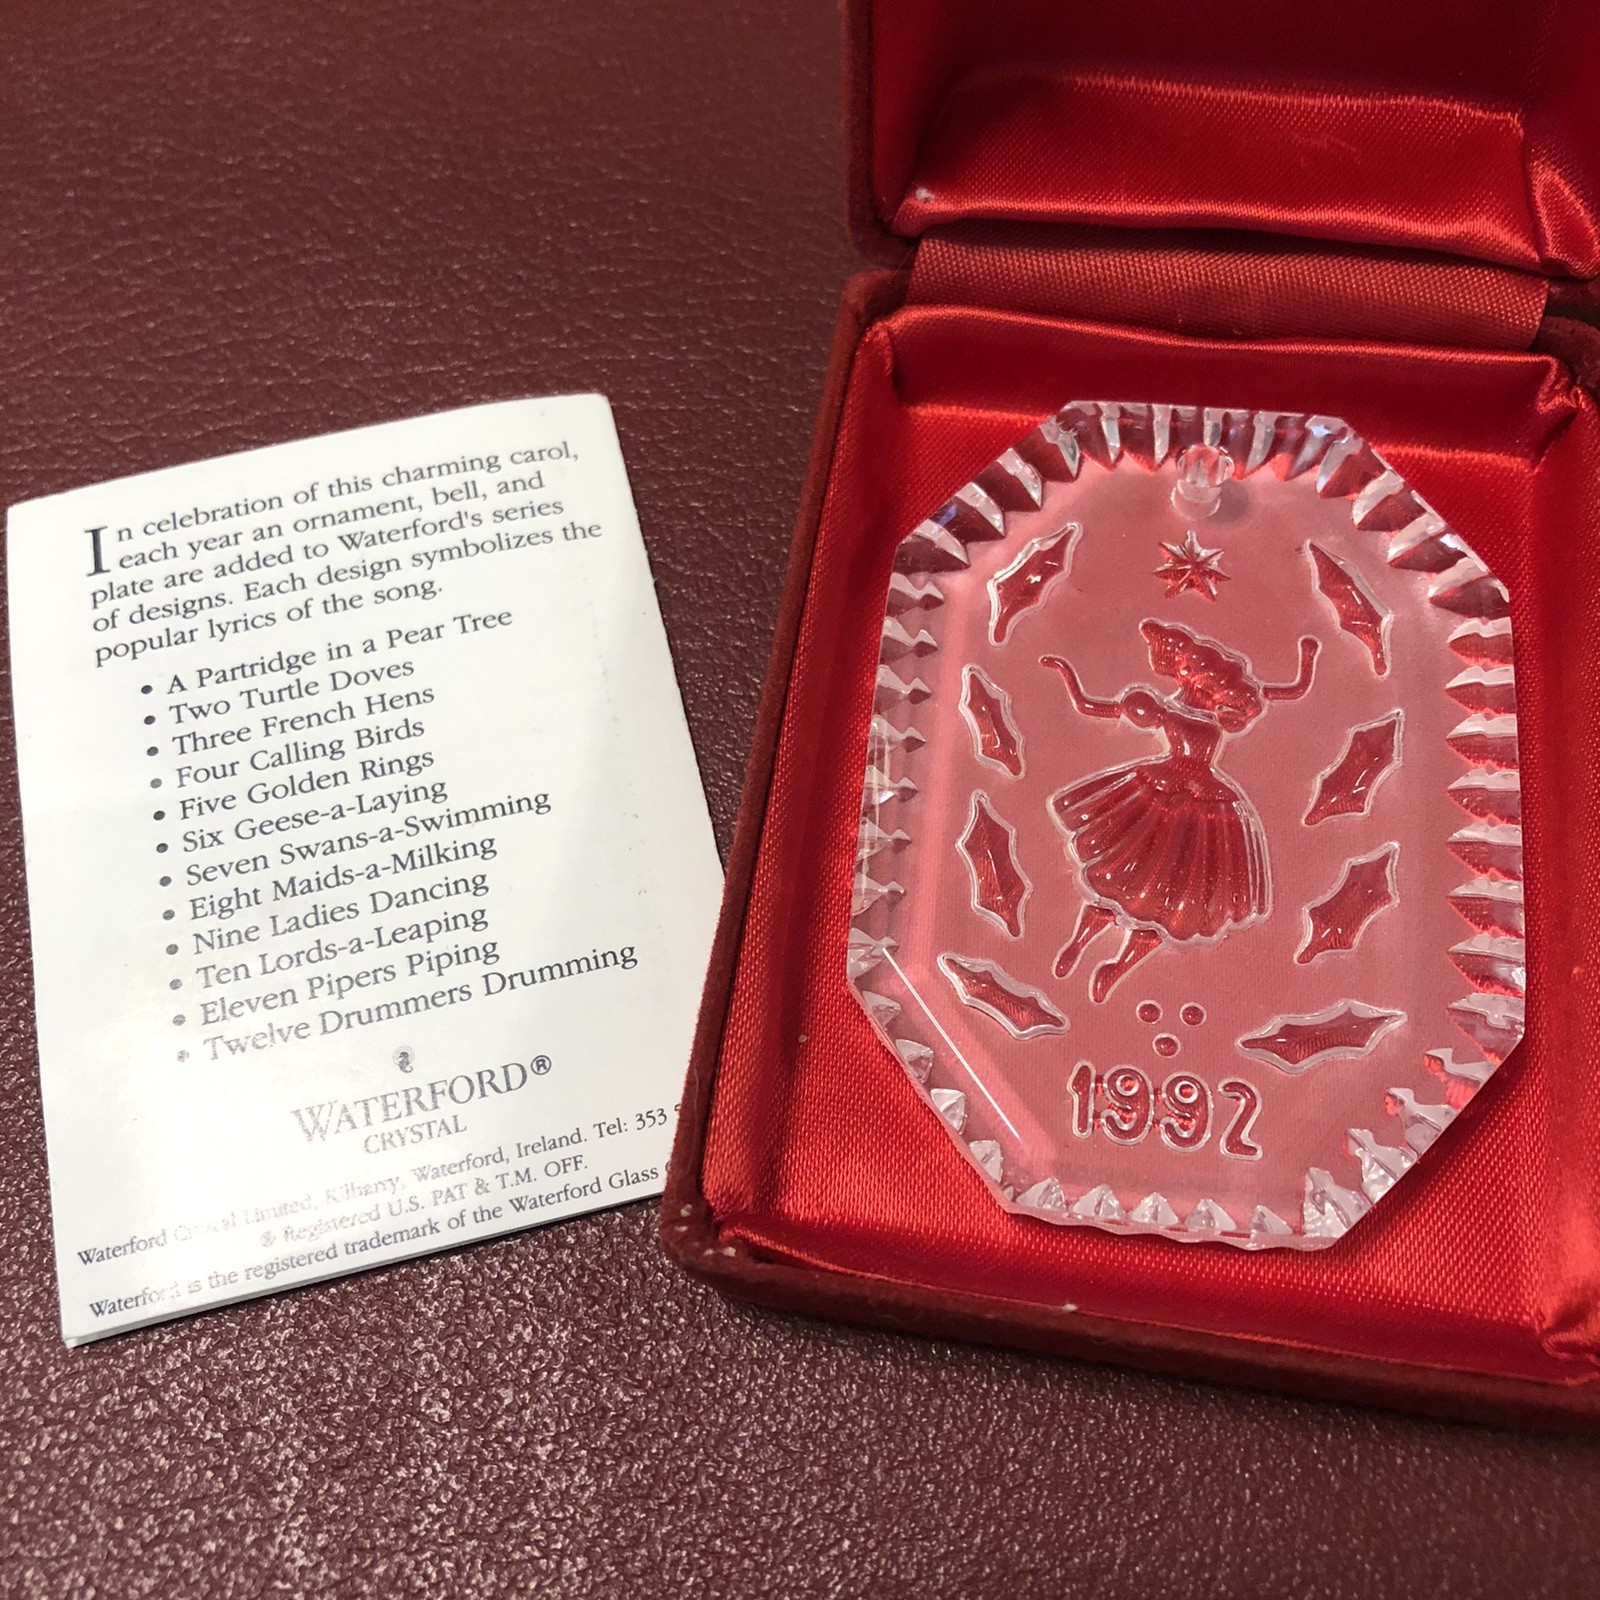 In celebration of this charming carol,
each year an ornament, bell, and
plate are added to Waterford's series
of designs. Each design symbolizes the
popular lyrics of the song.
• A Partridge in a Pear Tree
• Two Turtle Doves
• Three French Hens
• Four Calling Birds
• Five Golden Rings
• Six Geese-a-Laying
• Seven Swans-a-Swimming
• Eight Maids-a-Milking
• Nine Ladies Dancing
• Ten Lords-a-Leaping
• Eleven Pipers Piping
• Twelve Drummers Drumming
WATERFORD®
CRYSTAL
Waterford Crystal Limited, Kilbarry, Waterford, Ireland. Tel: 353
® Registered U.S. PAT & T.M. OFF.
Waterford is the registered trademark of the Waterford Glass
1992